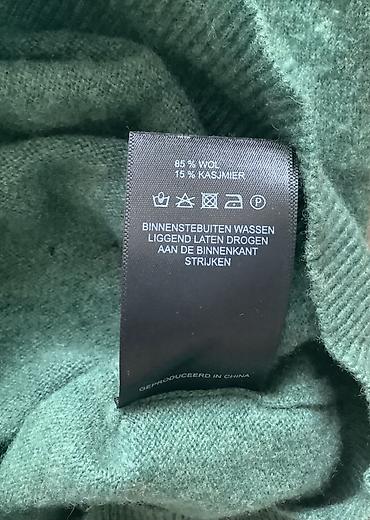 85 % WOL
15 % KASJMIER
P
BINNENSTEBUITEN WASSEN
LIGGEND LATEN DROGEN
AAN DE BINNENKANT
STRIJKEN
GEPRODUCEERD IN CHINA